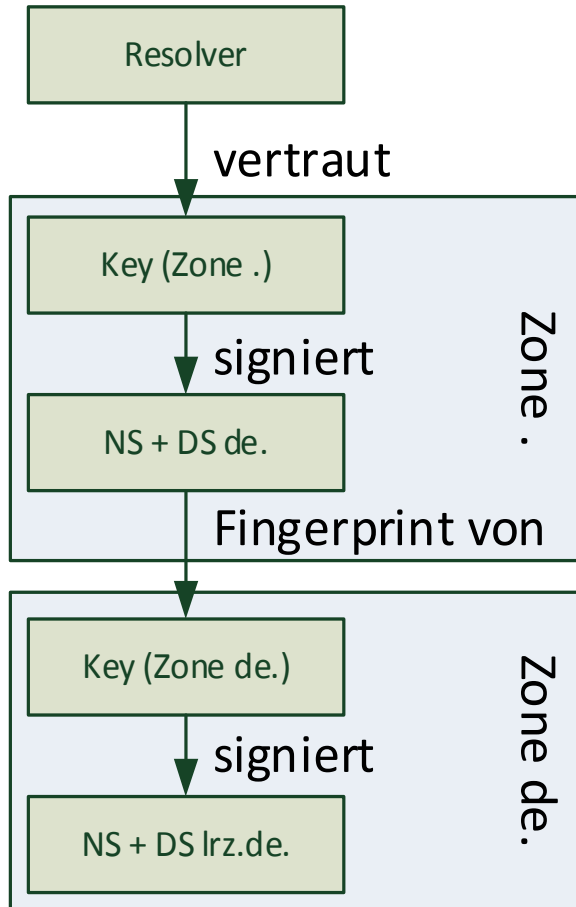 Resolver
vertraut
Key (Zone .)
signiert
NS + DS de.
Zone .
Fingerprint von
Key (Zone de.)
signiert
NS + DS lrz.de.
Zone de.